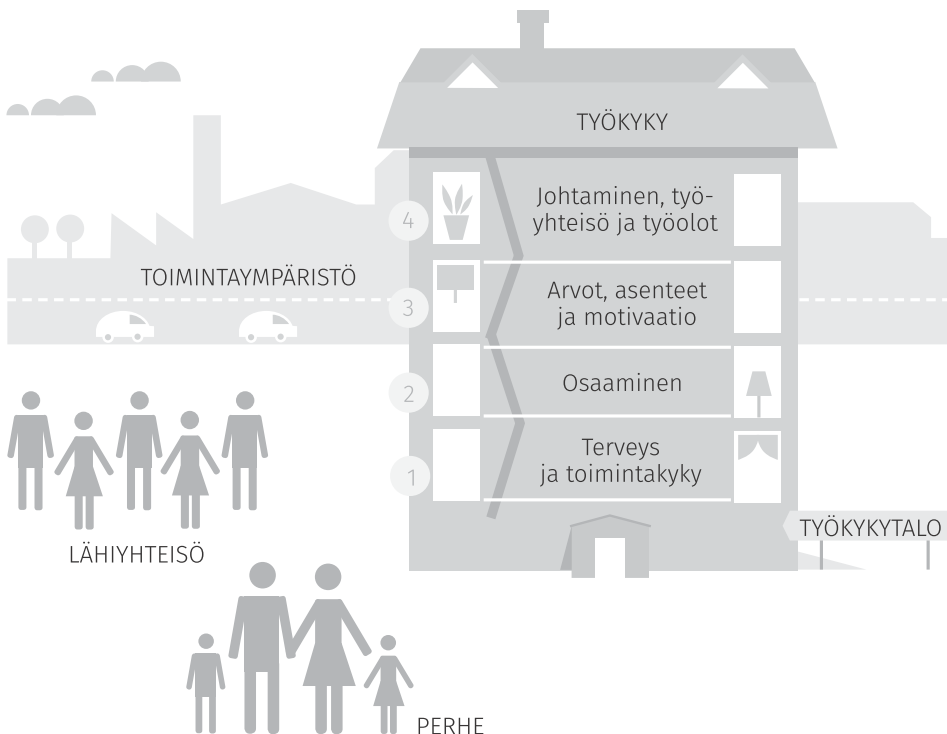 TYÖKYKY
4
Johtaminen, työ-
yhteisö ja työolot
TOIMINTAYMPÄRISTÖ
3
Arvot, asenteet
ja motivaatio
2
Osaaminen
1
Terveys
ja toimintakyky
TYÖKYKYTALO
LÄHIYHTEISÖ
PERHE